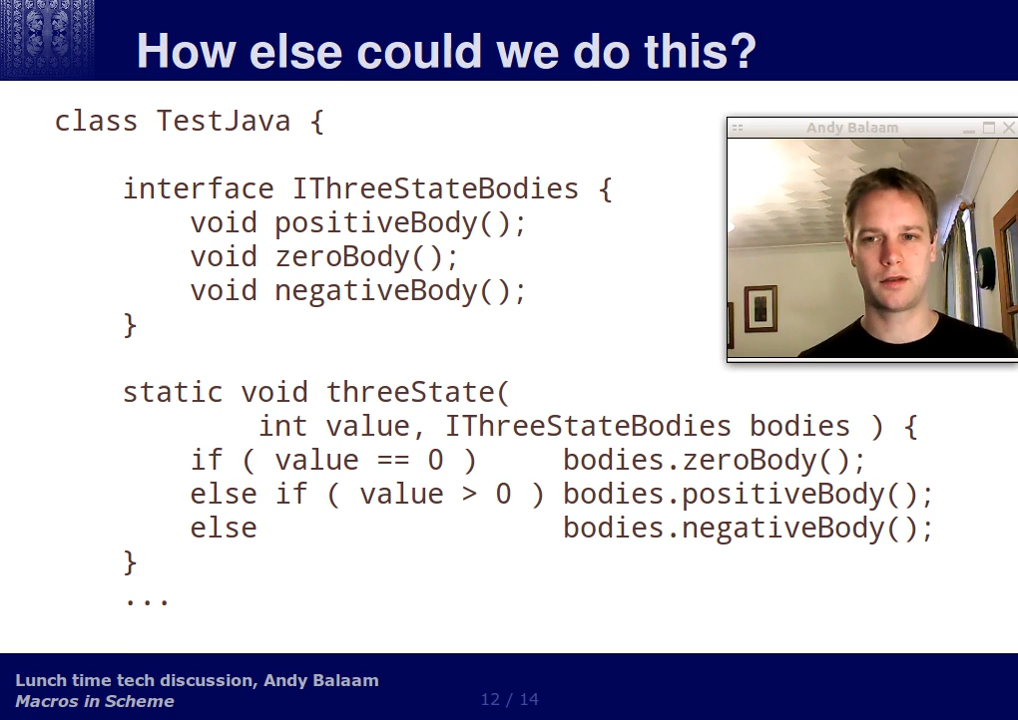 How else could we do this?
class TestJava {
interface IThreeStateBodies {
void positiveBody();
void zeroBody();
void negativeBody();
}
static void threeState(
int value, IThreeStateBodies bodies ) {
if ( value == 0 ) bodies.zeroBody();
else if ( value > 0 ) bodies.positiveBody();
else bodies.negativeBody();
}
...
Andy Balaam
Lunch time tech discussion, Andy Balaam
Macros in Scheme
12 / 14